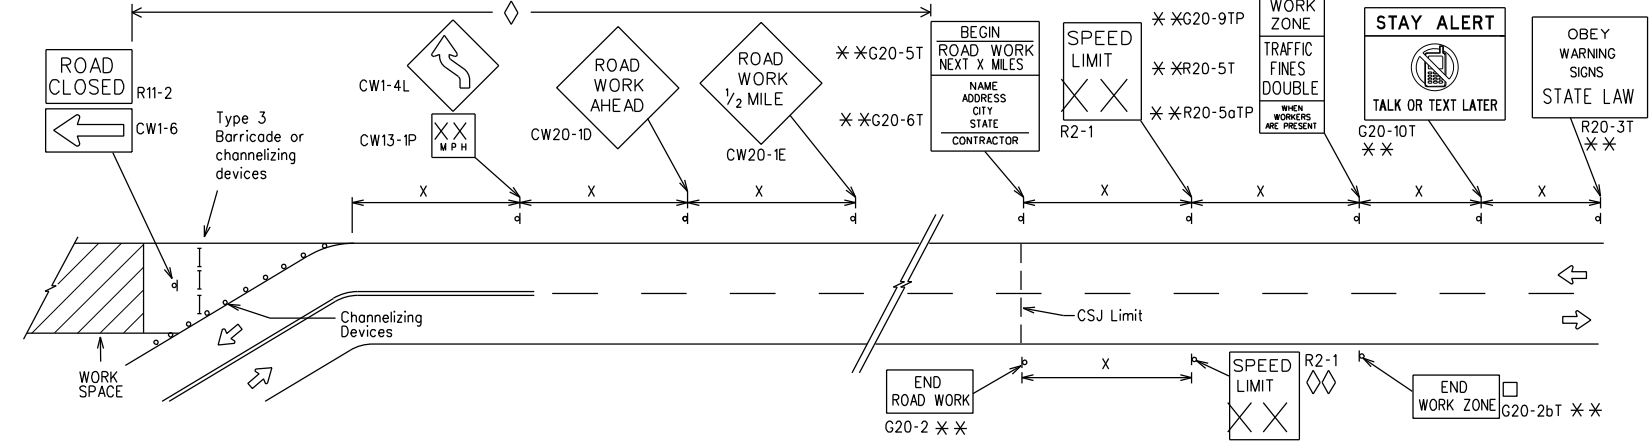 ROAD
CLOSED
R11-2
CW1-6
Type 3
Barricade or
channelizing
devices
CW1-4L
CW13-1P
XX
MPH
ROAD
WORK
AHEAD
CW20-1D
ROAD
WORK
1/2 MILE
CW20-1E
**G20-5T
**G20-6T
BEGIN
ROAD WORK
NEXT X MILES
NAME
ADDRESS
CITY
STATE
CONTRACTOR
SPEED
LIMIT
XX
R2-1
**G20-9TP
**R20-5T
**R20-5aTP
WORK
ZONE
TRAFFIC
FINES
DOUBLE
WHEN
WORKERS
ARE PRESENT
STAY ALERT
TALK OR TEXT LATER
G20-10T
**
OBEY
WARNING
SIGNS
STATE LAW
R20-3T
**
X
X
X
X
X
X
X
Channelizing
Devices
CSJ Limit
WORK
SPACE
END
ROAD WORK
G20-2 **
X
SPEED
LIMIT
XX
R2-1
END
WORK ZONE
G20-2bT **